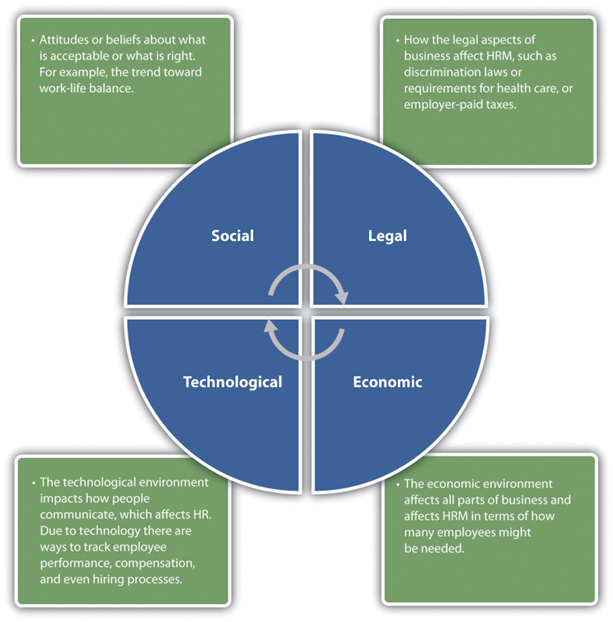 • Attitudes or beliefs about what
is acceptable or what is right.
For example, the trend toward
work-life balance.
• How the legal aspects of
business affect HRM, such as
discrimination laws or
requirements for health care, or
employer-paid taxes.
Social
Legal
Technological
Economic
• The technological environment
impacts how people
communicate, which affects HR.
Due to technology there are
ways to track employee
performance, compensation,
and even hiring processes.
• The economic environment
affects all parts of business and
affects HRM in terms of how
many employees might
be needed.